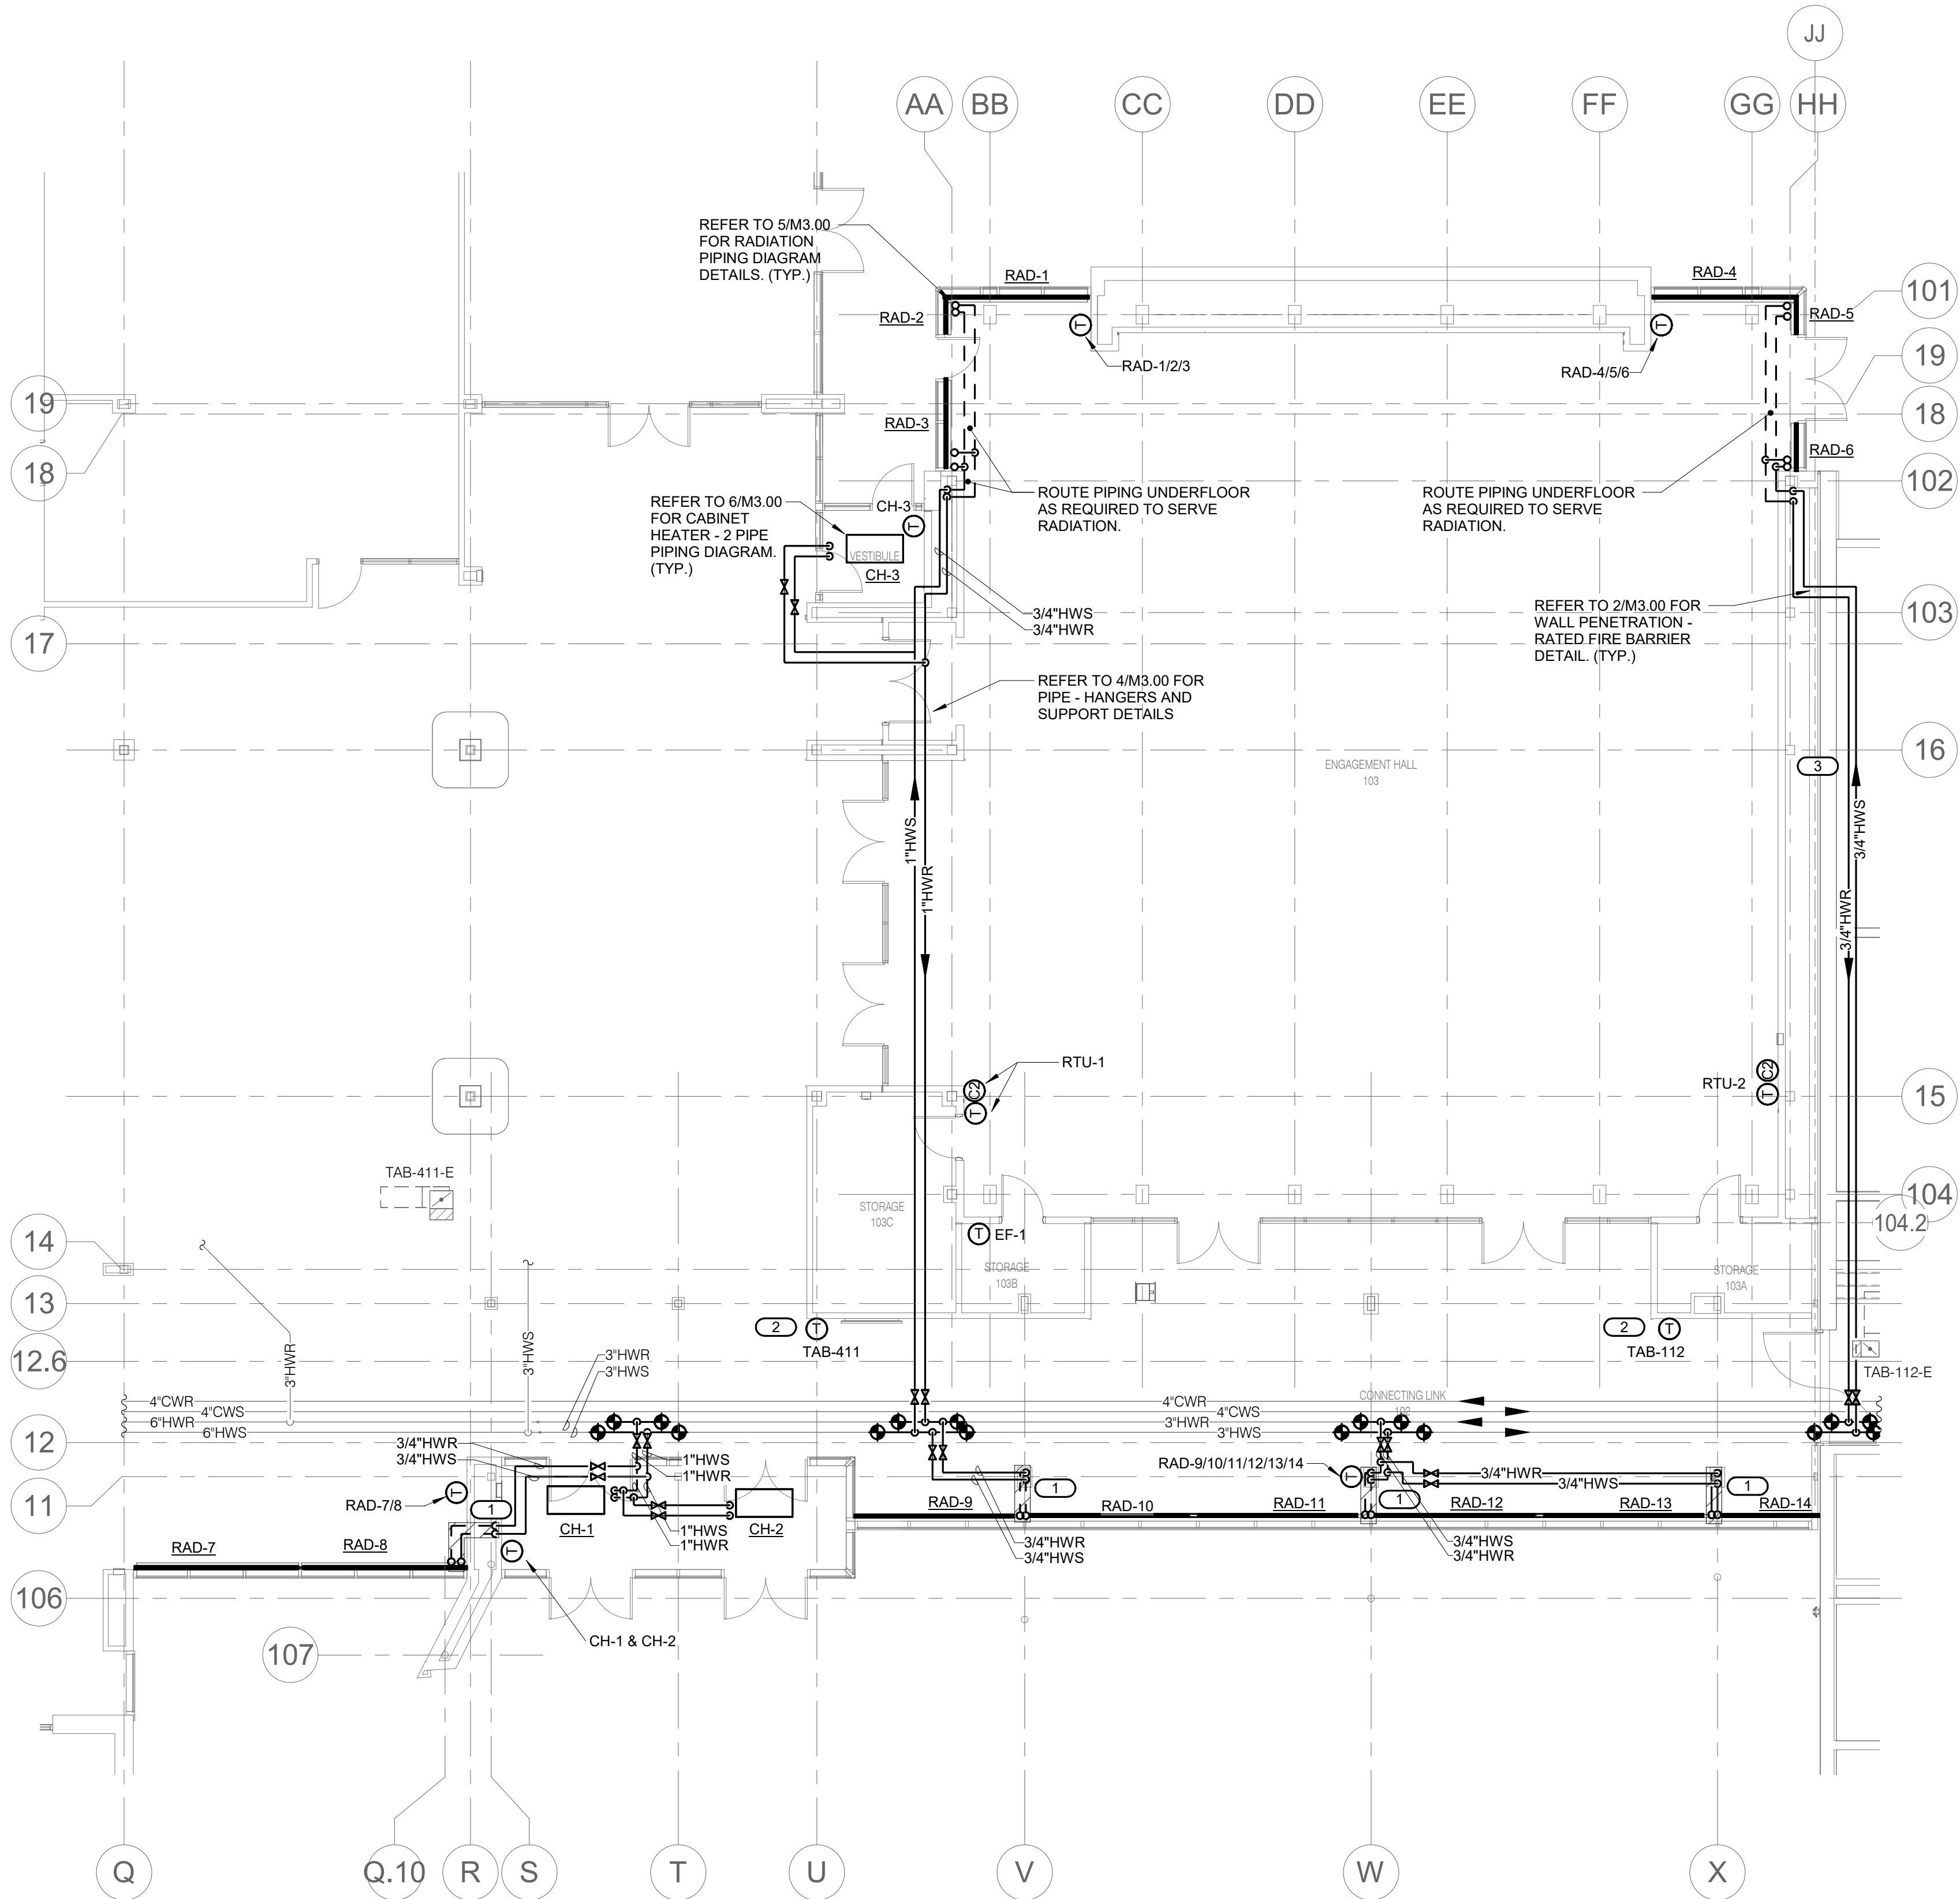 JJ
AA
BB
CC
DD
EE
FF
GG
HH
REFER TO 5/M3.00
FOR RADIATION
PIPING DIAGRAM
DETAILS. (TYP.)
RAD-1
RAD-4
101
RAD-2
RAD-5
RAD-1/2/3
T
RAD-4/5/6
T
19
19
18
18
RAD-3
RAD-6
102
REFER TO 6/M3.00
FOR CABINET
HEATER - 2 PIPE
PIPING DIAGRAM.
(TYP.)
CH-3
T
VESTIBULE
CH-3
ROUTE PIPING UNDERFLOOR
AS REQUIRED TO SERVE
RADIATION.
ROUTE PIPING UNDERFLOOR
AS REQUIRED TO SERVE
RADIATION.
3/4"HWS
3/4"HWR
REFER TO 2/M3.00 FOR
WALL PENETRATION -
RATED FIRE BARRIER
DETAIL. (TYP.)
103
17
REFER TO 4/M3.00 FOR
PIPE - HANGERS AND
SUPPORT DETAILS
16
ENGAGEMENT HALL
103
3
1"HWS
1"HWR
3/4"HWS
3/4"HWR
RTU-1
C2
T
RTU-2
C2
T
15
TAB-411-E
STORAGE
103C
104
104.2
T
EF-1
14
STORAGE
103B
STORAGE
103A
13
2
T
TAB-411
2
T
TAB-112
12.6
3"HWR
3"HWS
3"HWR
3"HWS
TAB-112-E
CONNECTING LINK
102
4"CWR
4"CWS
6"HWR
6"HWS
4"CWR
4"CWS
3"HWR
3"HWS
12
3/4"HWR
3/4"HWS
1"HWS
1"HWR
RAD-9/10/11/12/13/14
T
3/4"HWR
3/4"HWS
11
RAD-7/8
T
1
1
1
1
CH-1
CH-2
RAD-9
RAD-10
RAD-11
RAD-12
RAD-13
RAD-14
1"HWS
1"HWR
3/4"HWR
3/4"HWS
3/4"HWS
3/4"HWR
RAD-7
RAD-8
T
106
CH-1 & CH-2
107
Q
Q.10
R
S
T
U
V
W
X